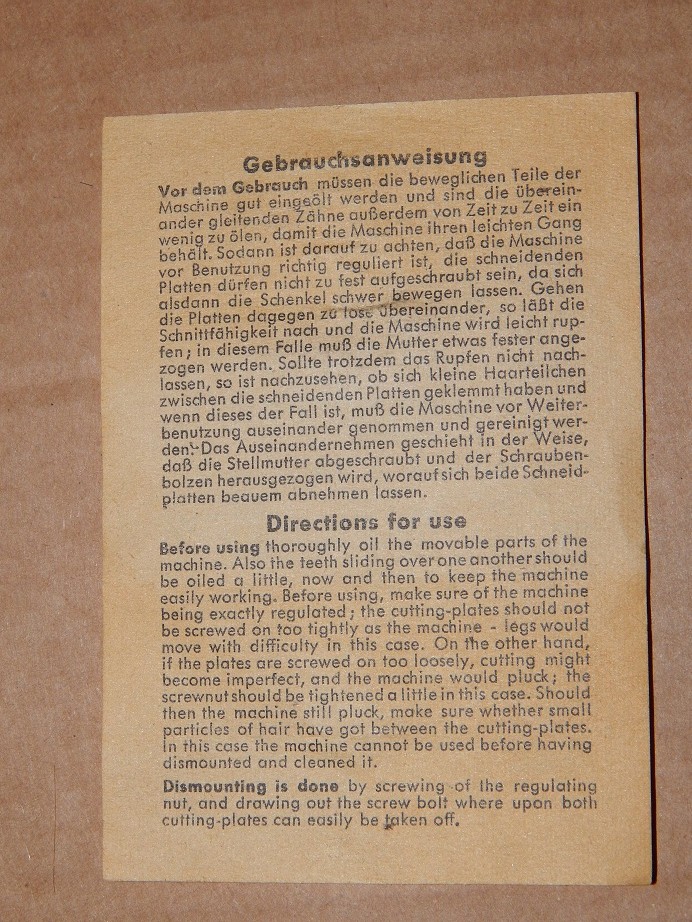 Gebrauchsanweisung
Vor dem Gebrauch müssen die beweglichen Teile der
Maschine gut eingeölt werden und sind die überein-
ander gleitenden Zähne außerdem von Zeit zu Zeit ein
wenig zu ölen, damit die Maschine ihren leichten Gang
behält. Sodann ist darauf zu achten, daß die Maschine
vor Benutzung richtig reguliert ist, die schneidenden
Platten dürfen nicht zu fest aufgeschraubt sein, da sich
alsdann die Schenkel schwer bewegen lassen. Gehen
die Platten dagegen zu lose übereinander, so läßt die
Schnittfähigkeit nach und die Maschine wird leicht rup-
fen; in diesem Falle muß die Mutter etwas fester ange-
zogen werden. Sollte trotzdem das Rupfen nicht nach-
lassen, so ist nachzusehen, ob sich kleine Haarteilchen
zwischen die schneidenden Platten geklemmt haben und
wenn dieses der Fall ist, muß die Maschine vor Weiter-
benutzung auseinander genommen und gereinigt wer-
den. Das Auseinandernehmen geschieht in der Weise,
daß die Stellmutter abgeschraubt und der Schrauben-
bolzen herausgezogen wird, worauf sich beide Schneid-
platten bequem abnehmen lassen.
Directions for use
Before using thoroughly oil the movable parts of the
machine. Also the teeth sliding over one another should
be oiled a little, now and then to keep the machine
easily working. Before using, make sure of the machine
being exactly regulated; the cutting-plates should not
be screwed on too tightly as the machine - legs would
move with difficulty in this case. On the other hand,
if the plates are screwed on too loosely, cutting might
become imperfect, and the machine would pluck; the
screwnut should be tightened a little in this case. Should
then the machine still pluck, make sure whether small
particles of hair have got between the cutting-plates.
In this case the machine cannot be used before having
dismounted and cleaned it.
Dismounting is done by screwing of the regulating
nut, and drawing out the screw bolt where upon both
cutting-plates can easily be taken off.